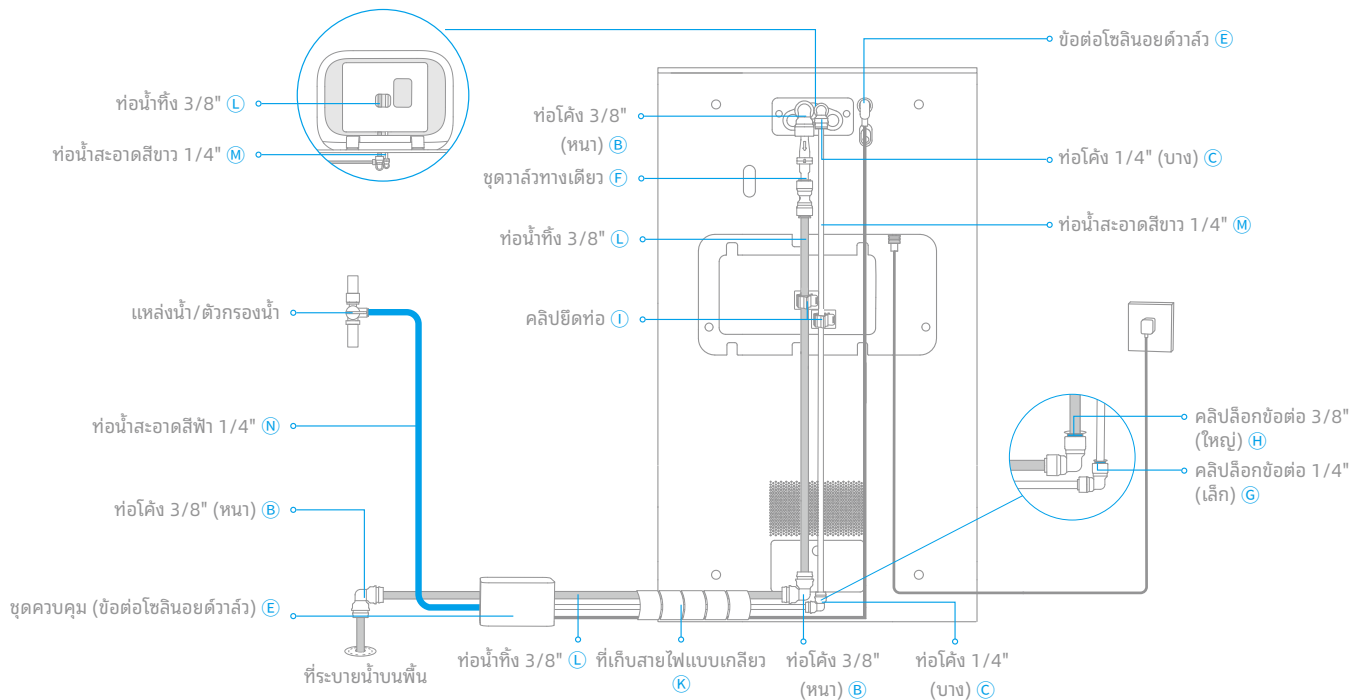 ท่อน้ำทิ้ง 3/8" Ⓛ
ท่อน้ำสะอาดสีขาว 1/4" Ⓜ
ท่อโค้ง 3/8"
(หนา) Ⓑ
ชุดวาล์วทางเดียว Ⓕ
ท่อน้ำทิ้ง 3/8" Ⓛ
คลิปยึดท่อ Ⓘ
ข้อต่อโซลินอยด์วาล์ว Ⓔ
ท่อโค้ง 1/4" (บาง) Ⓒ
ท่อน้ำสะอาดสีขาว 1/4" Ⓜ
แหล่งน้ำ/ตัวกรองน้ำ
ท่อน้ำสะอาดสีฟ้า 1/4" Ⓝ
ท่อโค้ง 3/8" (หนา) Ⓑ
ชุดควบคุม (ข้อต่อโซลินอยด์วาล์ว) Ⓔ
คลิปล็อกข้อต่อ 3/8"
(ใหญ่) Ⓗ
คลิปล็อกข้อต่อ 1/4"
(เล็ก) Ⓖ
ที่ระบายน้ำบนพื้น
ท่อน้ำทิ้ง 3/8" Ⓛ
ที่เก็บสายไฟแบบเกลียว
Ⓚ
ท่อโค้ง 3/8"
(หนา) Ⓑ
ท่อโค้ง 1/4"
(บาง) Ⓒ